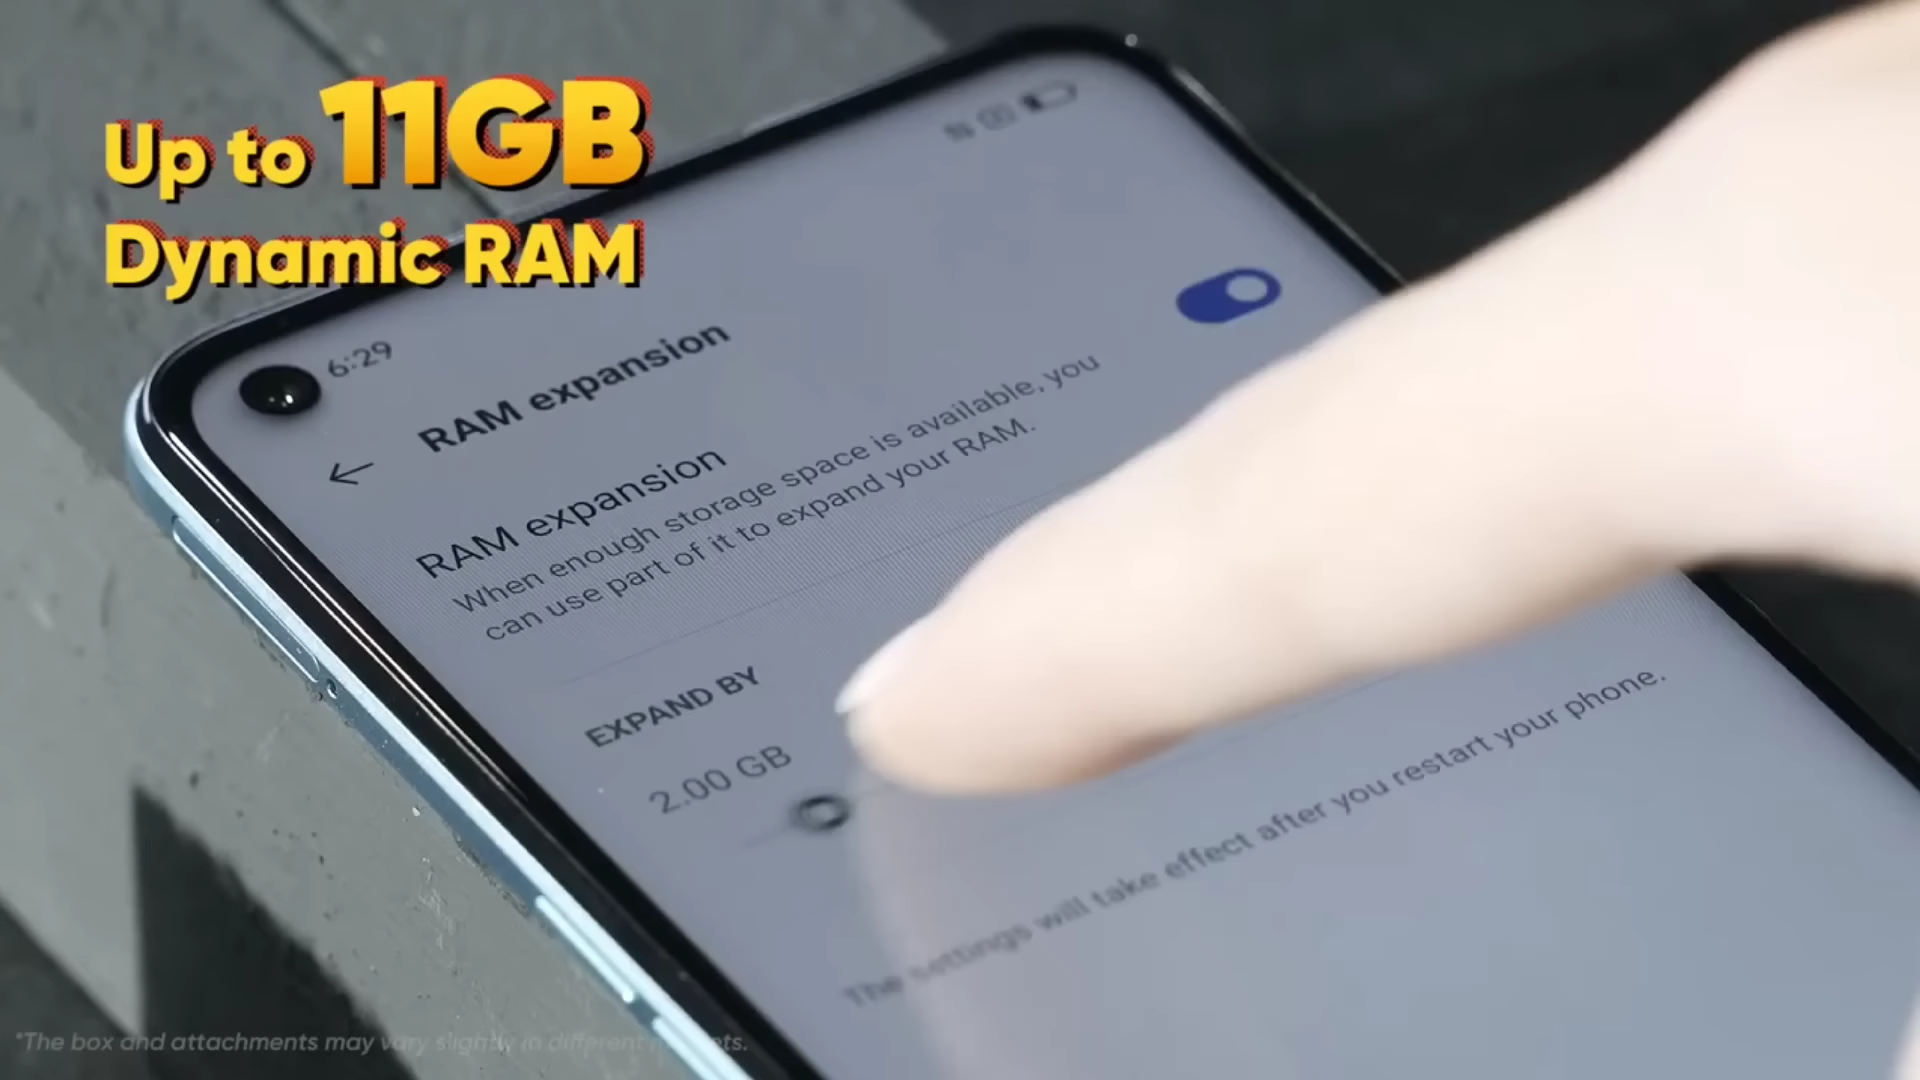 Up to 11GB
Dynamic RAM
6:29
RAM expansion
RAM expansion
When enough storage space is available, you
can use part of it to expand your RAM.
EXPAND BY
2.00 GB
The settings will take effect after you restart your phone.
*The box and attachments may vary slightly in different markets.